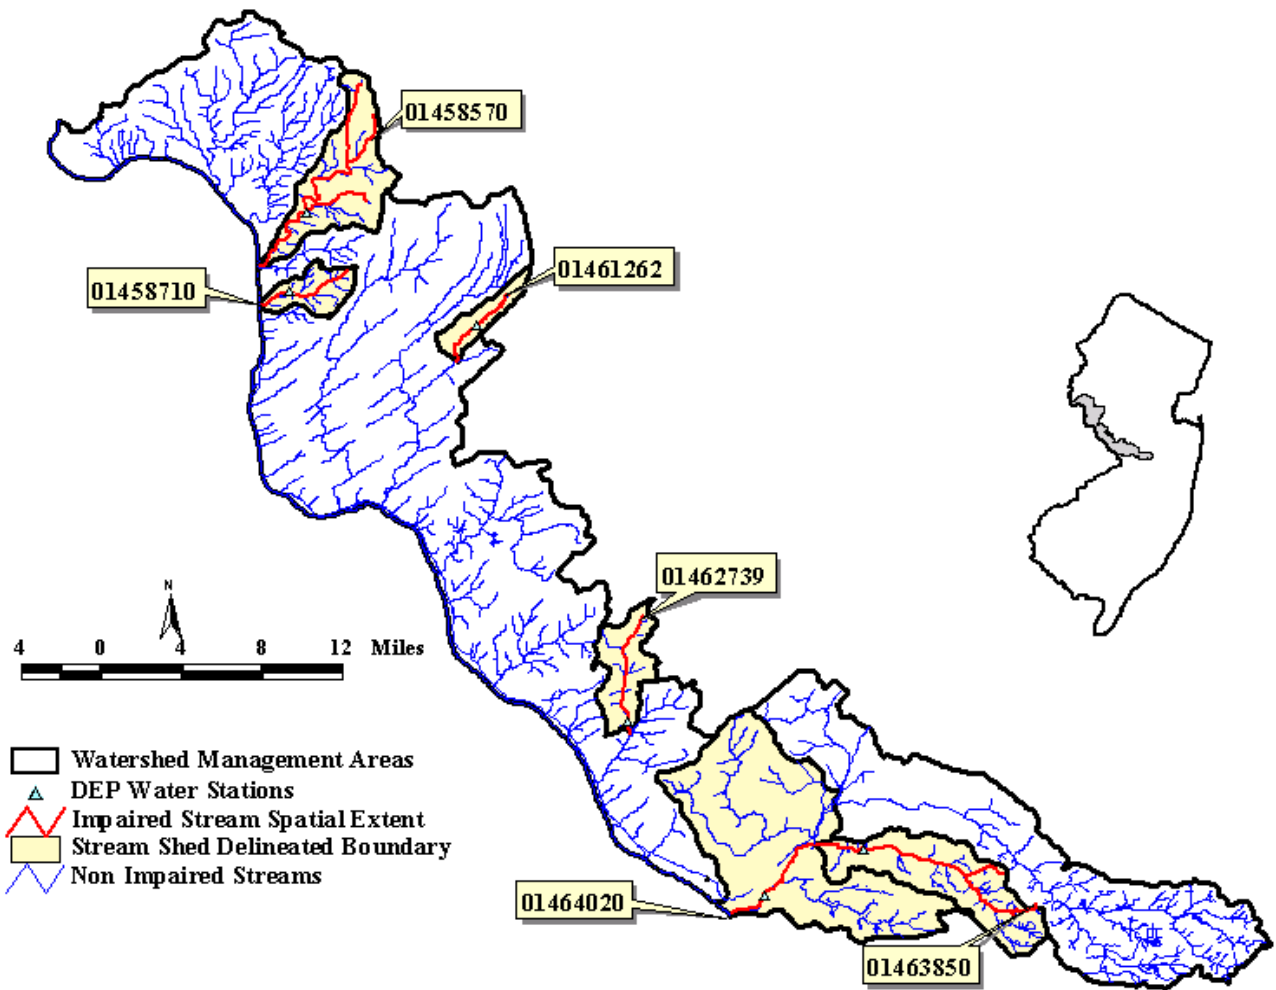 01458570
01461262
01458710
01462739
N
4 0 4 8 12 Miles
Watershed Management Areas
DEP Water Stations
Impaired Stream Spatial Extent
Stream Shed Delineated Boundary
Non Impaired Streams
01464020
01463850